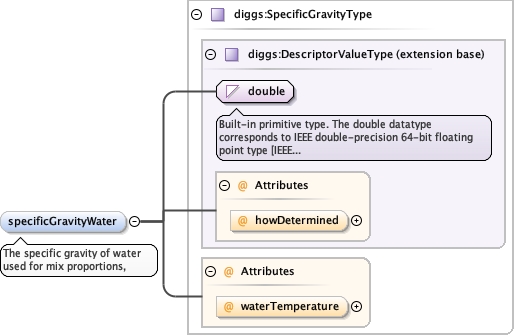 diggs:SpecificGravityType
diggs:DescriptorValueType (extension base)
double
Built-in primitive type. The double datatype
corresponds to IEEE double-precision 64-bit floating
point type [IEEE...
@ Attributes
howDetermined
specificGravityWater
The specific gravity of water
used for mix proportions,
@ Attributes
waterTemperature